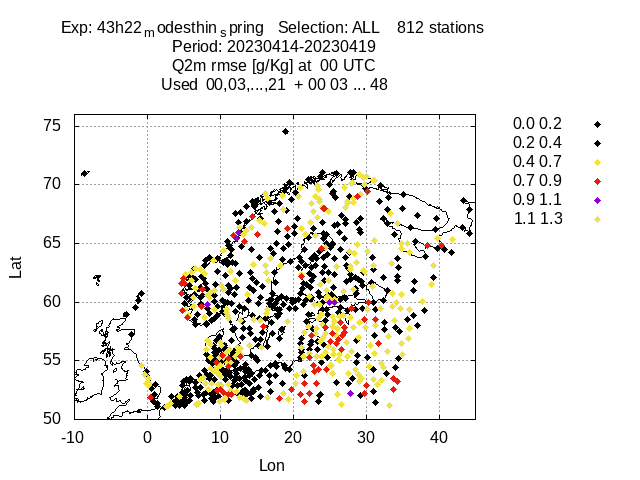 Exp: 43h22modesthinspring Selection: ALL 812 stations
Period: 20230414-20230419
Q2m rmse [g/Kg] at 00 UTC
Used 00,03,...,21 + 00 03 ... 48
75
70
65
60
55
50
Lat
-10 0 10 20 30 40
Lon
0.0 0.2
0.2 0.4
0.4 0.7
0.7 0.9
0.9 1.1
1.1 1.3